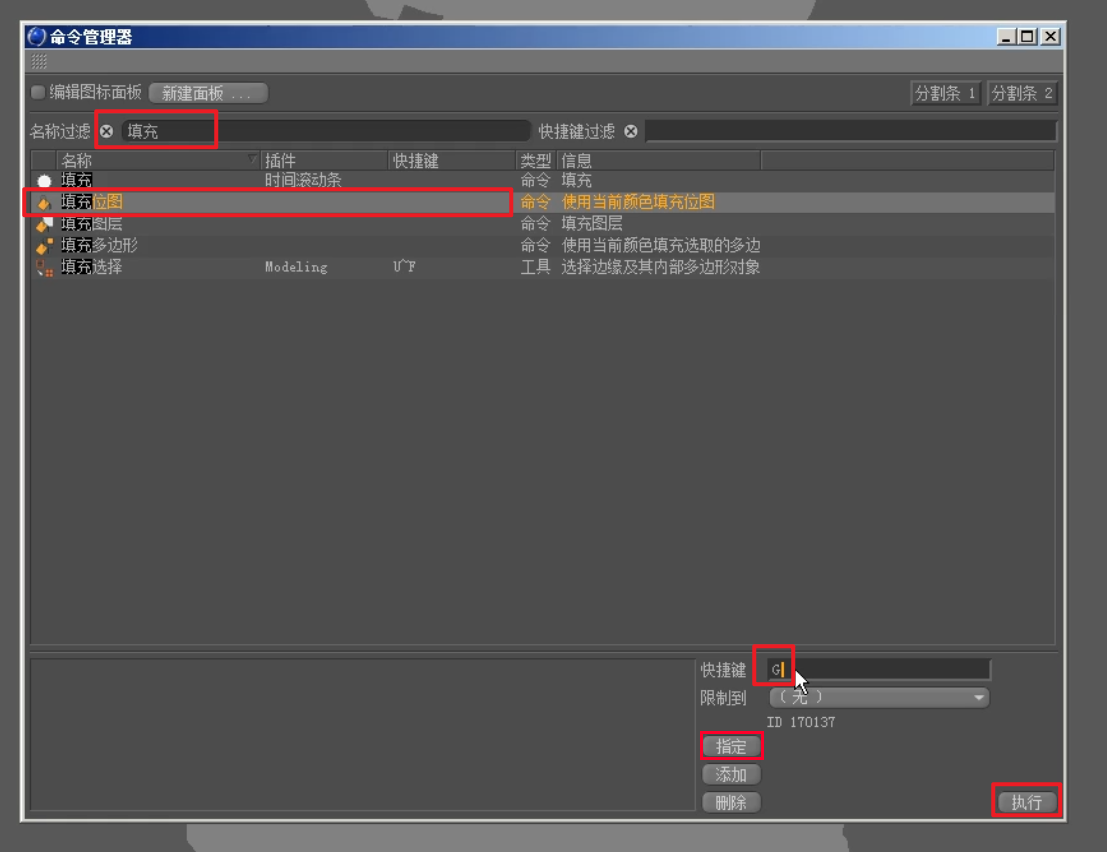 命令管理器
编辑图标面板 新建面板 ... 分割条 1 分割条 2
名称过滤 填充 快捷键过滤
名称 插件 快捷键 类型 信息
填充 时间滚动条 命令 填充
填充位图 命令 使用当前颜色填充位图
填充图层 命令 填充图层
填充多边形 命令 使用当前颜色填充选取的多边
填充选择 Modeling U~F 工具 选择边缘及其内部多边形对象
快捷键 G
限制到 (无)
ID 170137
指定
添加
删除 执行